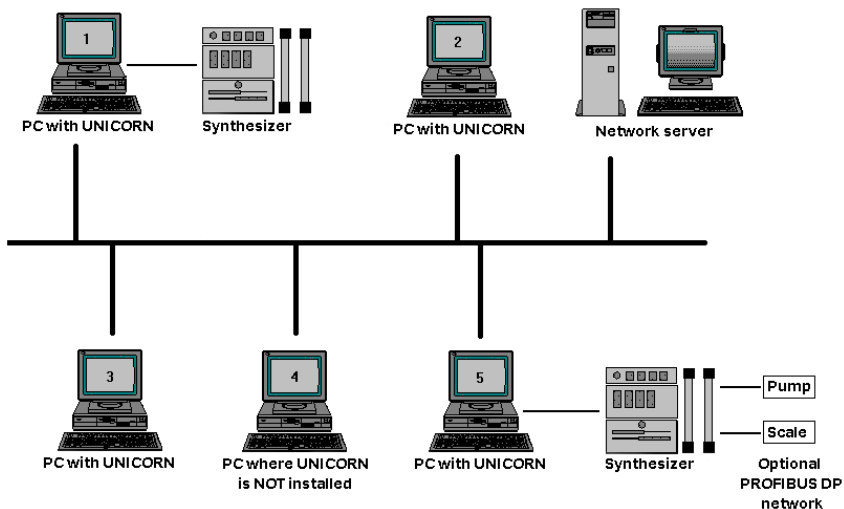 1
2
PC with UNICORN
Synthesizer
PC with UNICORN
Network server
3
4
5
Pump
Scale
PC with UNICORN
PC where UNICORN
is NOT installed
PC with UNICORN
Synthesizer
Optional
PROFIBUS DP
network